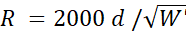 R = 2000 d /√W